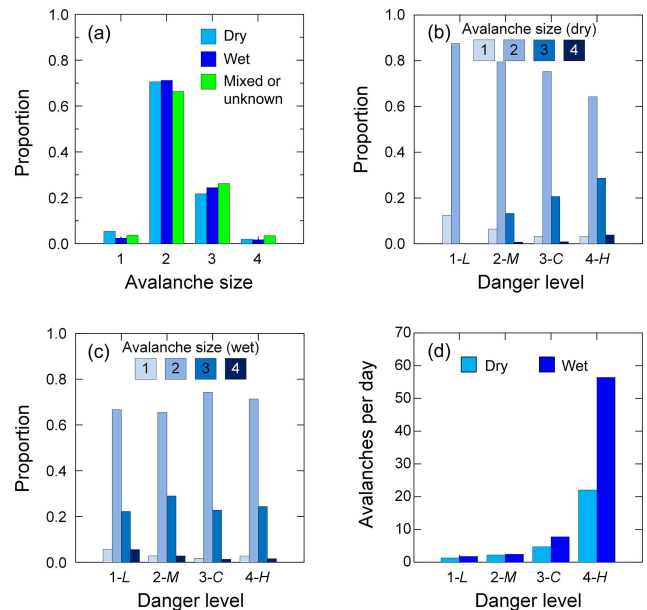 (a)
Dry
Wet
Mixed or
unknown
1.0
0.8
0.6
0.4
0.2
0.0
Proportion
1 2 3 4
Avalanche size
(b)
Avalanche size (dry)
1 2 3 4
1.0
0.8
0.6
0.4
0.2
0.0
Proportion
1-L 2-M 3-C 4-H
Danger level
(c)
Avalanche size (wet)
1 2 3 4
1.0
0.8
0.6
0.4
0.2
0.0
Proportion
1-L 2-M 3-C 4-H
Danger level
(d)
Dry Wet
70
60
50
40
30
20
10
0
Avalanches per day
1-L 2-M 3-C 4-H
Danger level